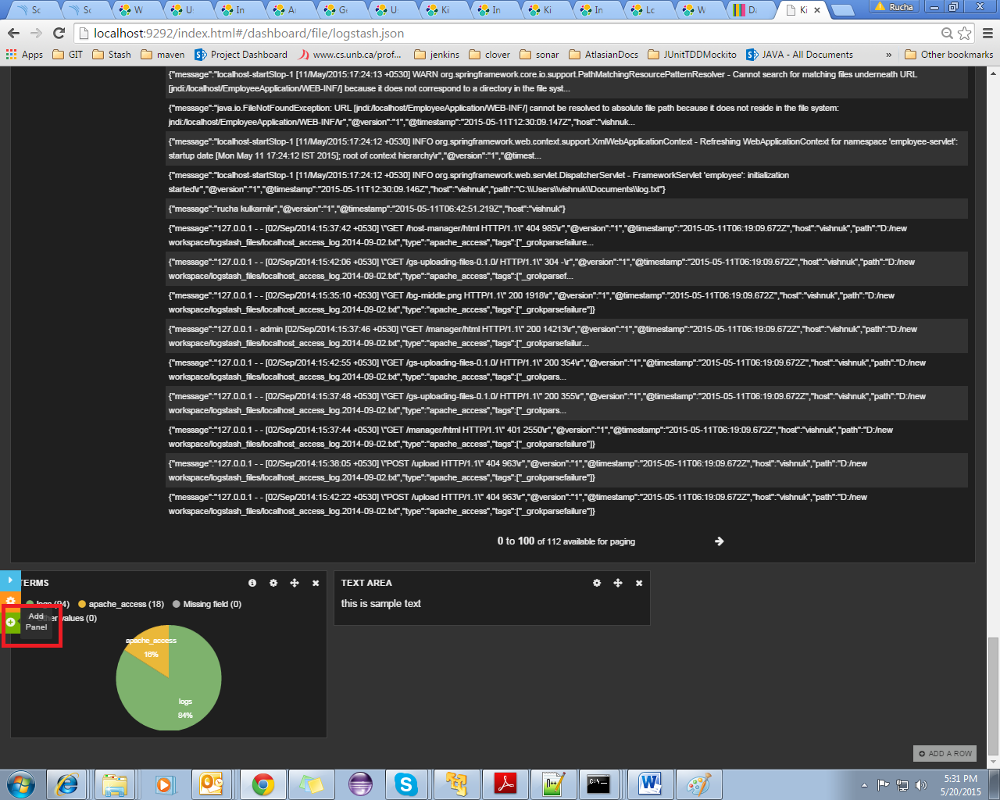 Sc
Sc
W
U
In
A
G
U
Ki
In
Ki
In
Lc
W
D
Ki
Rucha
localhost:9292/index.html#/dashboard/file/logstash.json
Apps GIT Stash maven Project Dashboard www.cs.unb.ca/prof... jenkins clover sonar AtlasianDocs JUnitTDDMockito JAVA - All Documents » Other bookmarks
{"message":"localhost-startStop-1 [11/May/2015:17:24:13 +0530] WARN org.springframework.core.io.support.PathMatchingResourcePatternResolver - Cannot search for matching files underneath URL
[jndi:/localhost/EmployeeApplication/WEB-INF/] because it does not correspond to a directory in the file syst...
{"message":"java.io.FileNotFoundException: URL [jndi:/localhost/EmployeeApplication/WEB-INF/] cannot be resolved to absolute file path because it does not reside in the file system:
jndi:/localhost/EmployeeApplication/WEB-INF/\r","@version":"1","@timestamp":"2015-05-11T12:30:09.147Z","host":"vishnuk...
{"message":"localhost-startStop-1 [11/May/2015:17:24:12 +0530] INFO org.springframework.web.context.support.XmlWebApplicationContext - Refreshing WebApplicationContext for namespace 'employee-servlet':
startup date [Mon May 11 17:24:12 IST 2015]; root of context hierarchy\r","@version":"1","@timest...
{"message":"localhost-startStop-1 [11/May/2015:17:24:12 +0530] INFO org.springframework.web.servlet.DispatcherServlet - FrameworkServlet 'employee': initialization
started\r","@version":"1","@timestamp":"2015-05-11T12:30:09.146Z","host":"vishnuk","path":"C:\\Users\\vishnuk\\Documents\\log.txt"}
{"message":"rucha kulkarni\r","@version":"1","@timestamp":"2015-05-11T06:42:51.219Z","host":"vishnuk"}
{"message":"127.0.0.1 - - [02/Sep/2014:15:37:42 +0530] \"GET /host-manager/html HTTP/1.1\" 404 985\r","@version":"1","@timestamp":"2015-05-11T06:19:09.672Z","host":"vishnuk","path":"D:/new
workspace/logstash_files/localhost_access_log.2014-09-02.txt","type":"apache_access","tags":["_grokparsefailure...
{"message":"127.0.0.1 - - [02/Sep/2014:15:42:06 +0530] \"GET /gs-uploading-files-0.1.0/ HTTP/1.1\" 304 -\r","@version":"1","@timestamp":"2015-05-11T06:19:09.672Z","host":"vishnuk","path":"D:/new
workspace/logstash_files/localhost_access_log.2014-09-02.txt","type":"apache_access","tags":["_grokparsef...
{"message":"127.0.0.1 - - [02/Sep/2014:15:35:10 +0530] \"GET /bg-middle.png HTTP/1.1\" 200 1918\r","@version":"1","@timestamp":"2015-05-11T06:19:09.672Z","host":"vishnuk","path":"D:/new
workspace/logstash_files/localhost_access_log.2014-09-02.txt","type":"apache_access","tags":["_grokparsefailure"]}
{"message":"127.0.0.1 - admin [02/Sep/2014:15:37:46 +0530] \"GET /manager/html HTTP/1.1\" 200 14213\r","@version":"1","@timestamp":"2015-05-11T06:19:09.672Z","host":"vishnuk","path":"D:/new
workspace/logstash_files/localhost_access_log.2014-09-02.txt","type":"apache_access","tags":["_grokparsefailur...
{"message":"127.0.0.1 - - [02/Sep/2014:15:42:55 +0530] \"GET /gs-uploading-files-0.1.0/ HTTP/1.1\" 200 354\r","@version":"1","@timestamp":"2015-05-11T06:19:09.672Z","host":"vishnuk","path":"D:/new
workspace/logstash_files/localhost_access_log.2014-09-02.txt","type":"apache_access","tags":["_grokpars...
{"message":"127.0.0.1 - - [02/Sep/2014:15:37:48 +0530] \"GET /gs-uploading-files-0.1.0/ HTTP/1.1\" 200 355\r","@version":"1","@timestamp":"2015-05-11T06:19:09.672Z","host":"vishnuk","path":"D:/new
workspace/logstash_files/localhost_access_log.2014-09-02.txt","type":"apache_access","tags":["_grokpars...
{"message":"127.0.0.1 - - [02/Sep/2014:15:37:44 +0530] \"GET /manager/html HTTP/1.1\" 401 2550\r","@version":"1","@timestamp":"2015-05-11T06:19:09.672Z","host":"vishnuk","path":"D:/new
workspace/logstash_files/localhost_access_log.2014-09-02.txt","type":"apache_access","tags":["_grokparsefailure"]}
{"message":"127.0.0.1 - - [02/Sep/2014:15:38:05 +0530] \"POST /upload HTTP/1.1\" 404 963\r","@version":"1","@timestamp":"2015-05-11T06:19:09.672Z","host":"vishnuk","path":"D:/new
workspace/logstash_files/localhost_access_log.2014-09-02.txt","type":"apache_access","tags":["_grokparsefailure"]}
{"message":"127.0.0.1 - - [02/Sep/2014:15:42:22 +0530] \"POST /upload HTTP/1.1\" 404 963\r","@version":"1","@timestamp":"2015-05-11T06:19:09.672Z","host":"vishnuk","path":"D:/new
workspace/logstash_files/localhost_access_log.2014-09-02.txt","type":"apache_access","tags":["_grokparsefailure"]}
0 to 100 of 112 available for paging
TERMS
logs (94) apache_access (18) Missing field (0)
Other values (0)
Add
Panel
apache_access
16%
logs
84%
TEXT AREA
this is sample text
ADD A ROW
5:31 PM
5/20/2015